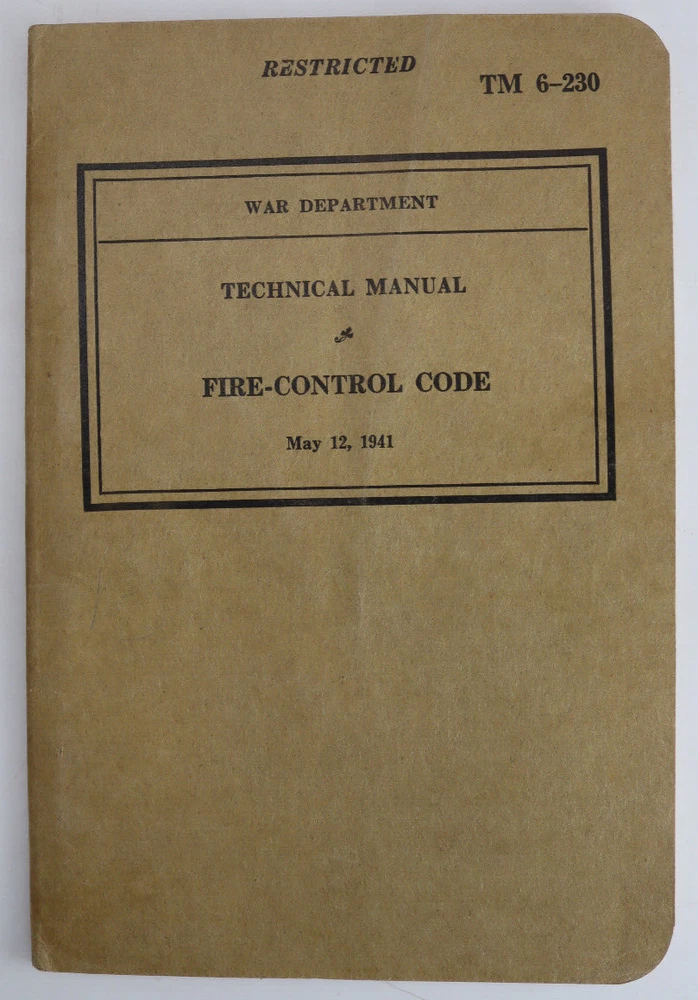 RESTRICTED
TM 6–230
WAR DEPARTMENT
TECHNICAL MANUAL
FIRE-CONTROL CODE
May 12, 1941